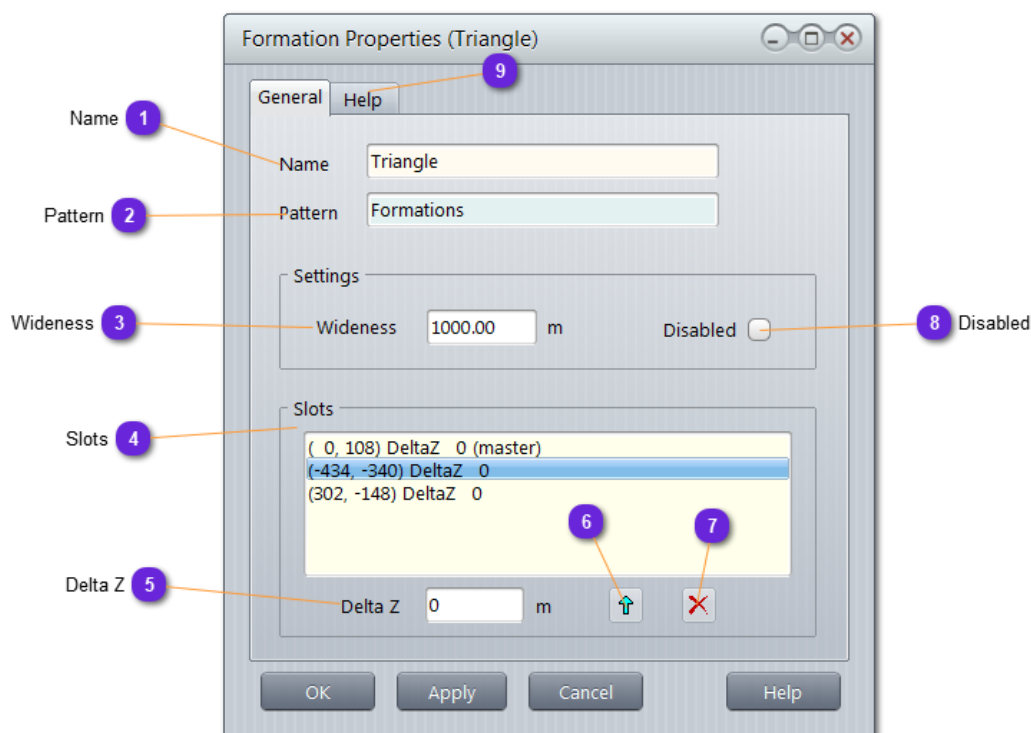 Formation Properties (Triangle)
9
General
Help
Name 1
Name
Triangle
Pattern 2
Pattern
Formations
Settings
Wideness 3
Wideness
1000.00
m
Disabled
8 Disabled
Slots
Slots 4
( 0, 108) DeltaZ 0 (master)
(-434, -340) DeltaZ 0
(302, -148) DeltaZ 0
6
7
Delta Z 5
Delta Z
0
m
OK
Apply
Cancel
Help